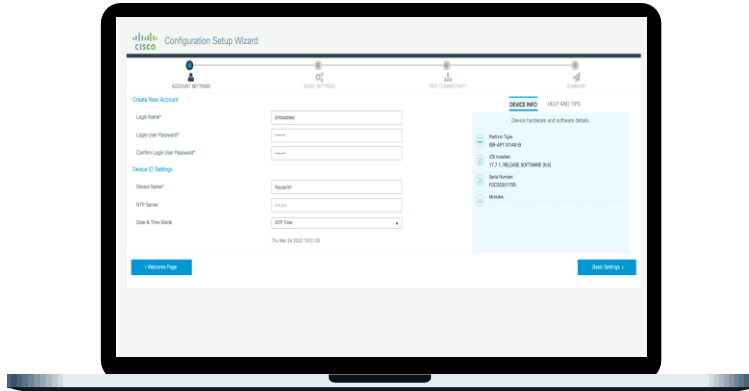 CISCO
Configuration Setup Wizard
ACCOUNT SETTINGS
BASIC SETTINGS
TEST CONNECTIVITY
SUMMARY
Create New Account
Login Name*
Embedded
Login User Password*
Confirm Login User Password*
Device ID Settings
Device Name*
RouterAP
NTP Server
x.x.x.x
Date & Time Mode
NTP Time
Thu Mar 24 2022 18:51:02
‹ Welcome Page
DEVICE INFO
HELP AND TIPS
Device hardware and software details.
Platform Type:
ISR-AP1101AX-B
IOS Installed:
17.7.1, RELEASE SOFTWARE (fc5)
Serial Number:
Modules:
Basic Settings ›